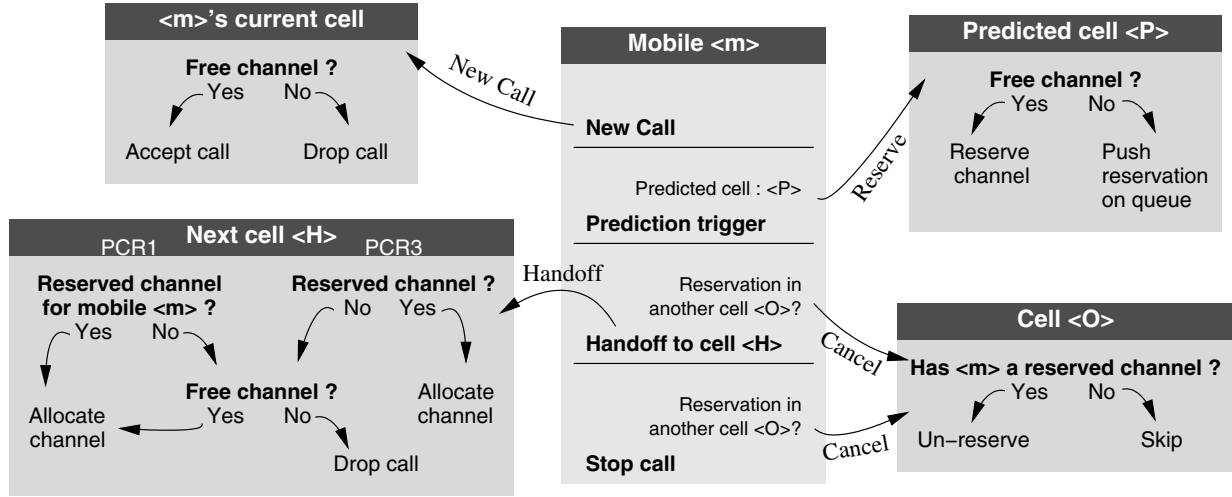 <m>'s current cell
Free channel ?
Yes No
Accept call Drop call
New Call
Mobile <m>
New Call
Predicted cell : <P>
Prediction trigger
Reservation in
another cell <O>?
Handoff to cell <H>
Reservation in
another cell <O>?
Stop call
Reserve
Predicted cell <P>
Free channel ?
Yes No
Reserve
channel
Push
reservation
on queue
Next cell <H>
PCR1 PCR3
Reserved channel
for mobile <m> ?
Yes No
Reserved channel ?
No Yes
Free channel ?
Yes No
Allocate
channel
Allocate
channel
Drop call
Handoff
Cancel
Cancel
Cell <O>
Has <m> a reserved channel ?
Yes No
Un−reserve Skip